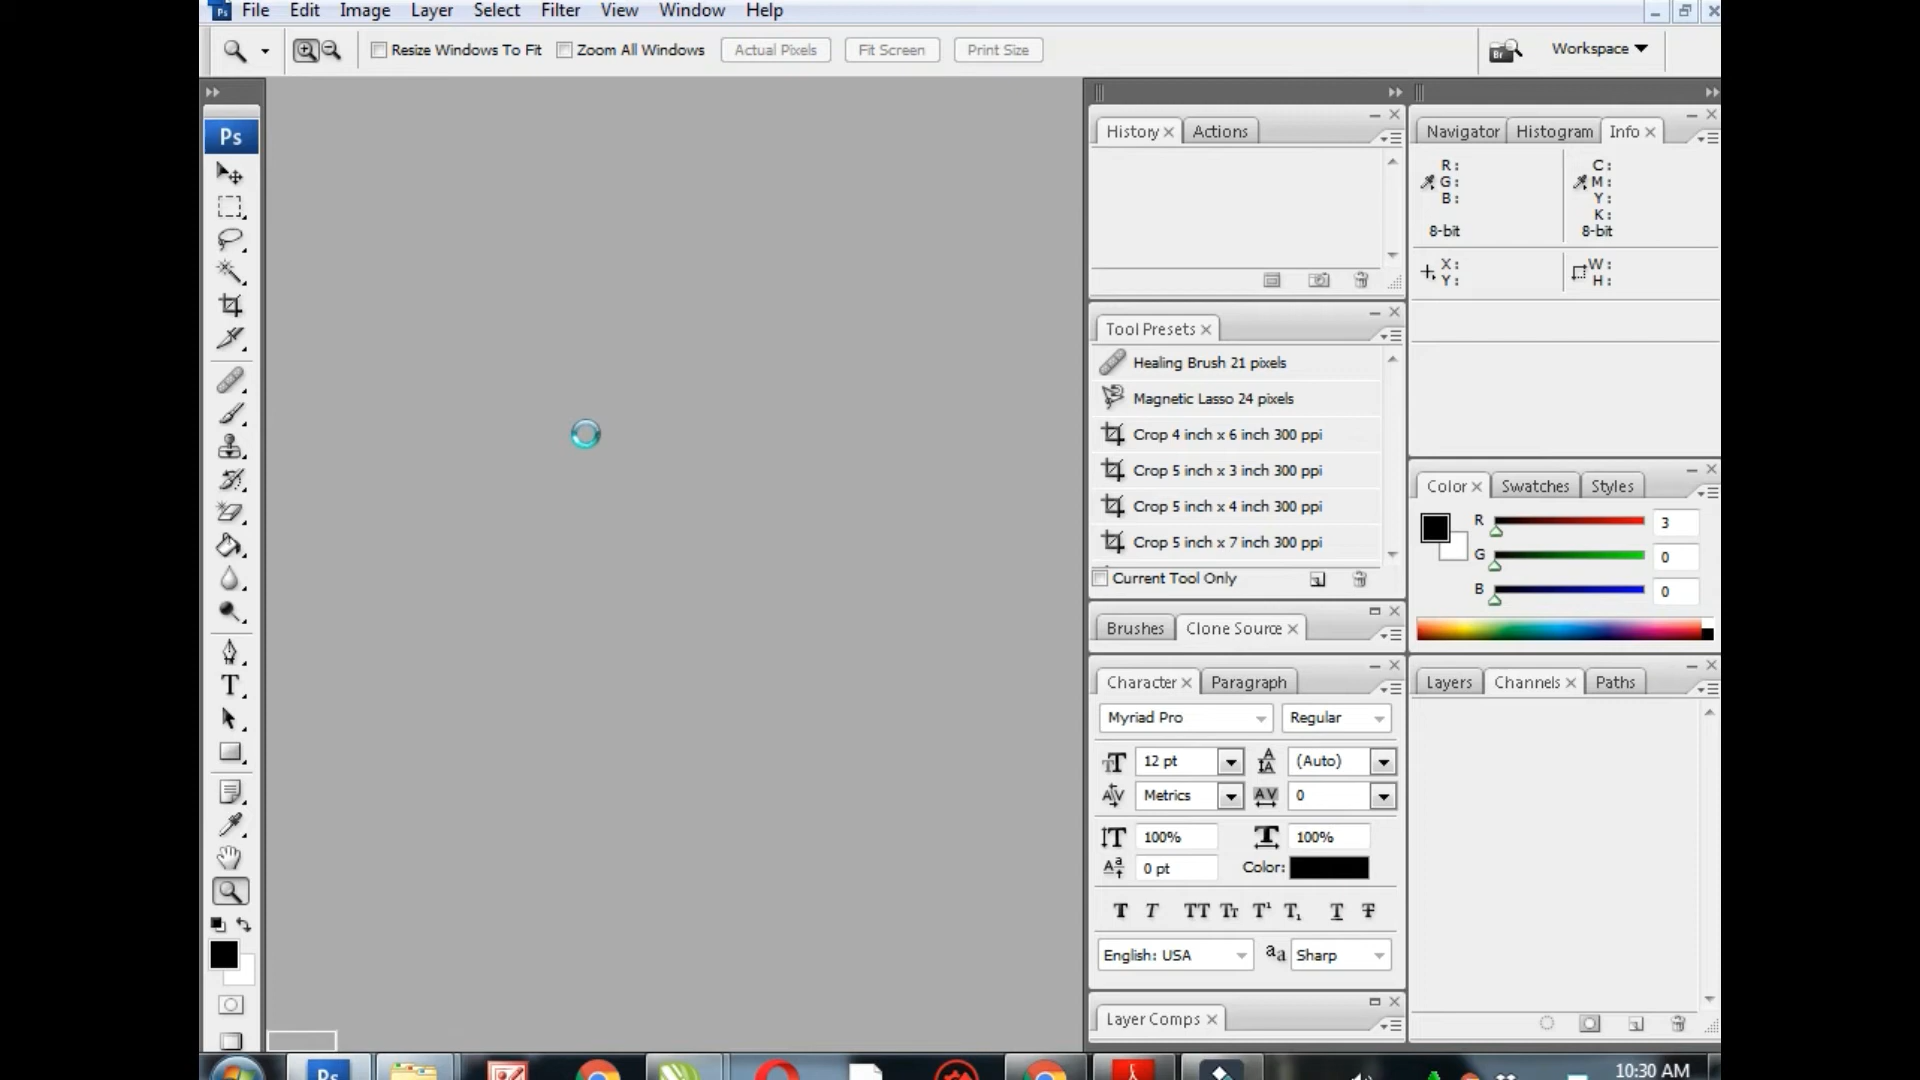 Ps File Edit Image Layer Select Filter View Window Help
Resize Windows To Fit Zoom All Windows Actual Pixels Fit Screen Print Size Br Workspace
Ps
History Actions
Tool Presets
Healing Brush 21 pixels
Magnetic Lasso 24 pixels
Crop 4 inch x 6 inch 300 ppi
Crop 5 inch x 3 inch 300 ppi
Crop 5 inch x 4 inch 300 ppi
Crop 5 inch x 7 inch 300 ppi
Current Tool Only
Brushes Clone Source
Character Paragraph
Myriad Pro Regular
12 pt (Auto)
Metrics 0
100% 100%
0 pt Color:
T T TT Tт T¹ T₁ T T
English: USA aa Sharp
Layer Comps
Navigator Histogram Info
R: C:
G: M:
B: Y:
K:
8-bit 8-bit
X: W:
Y: H:
Color Swatches Styles
R 3
G 0
B 0
Layers Channels Paths
Ps
10:30 AM